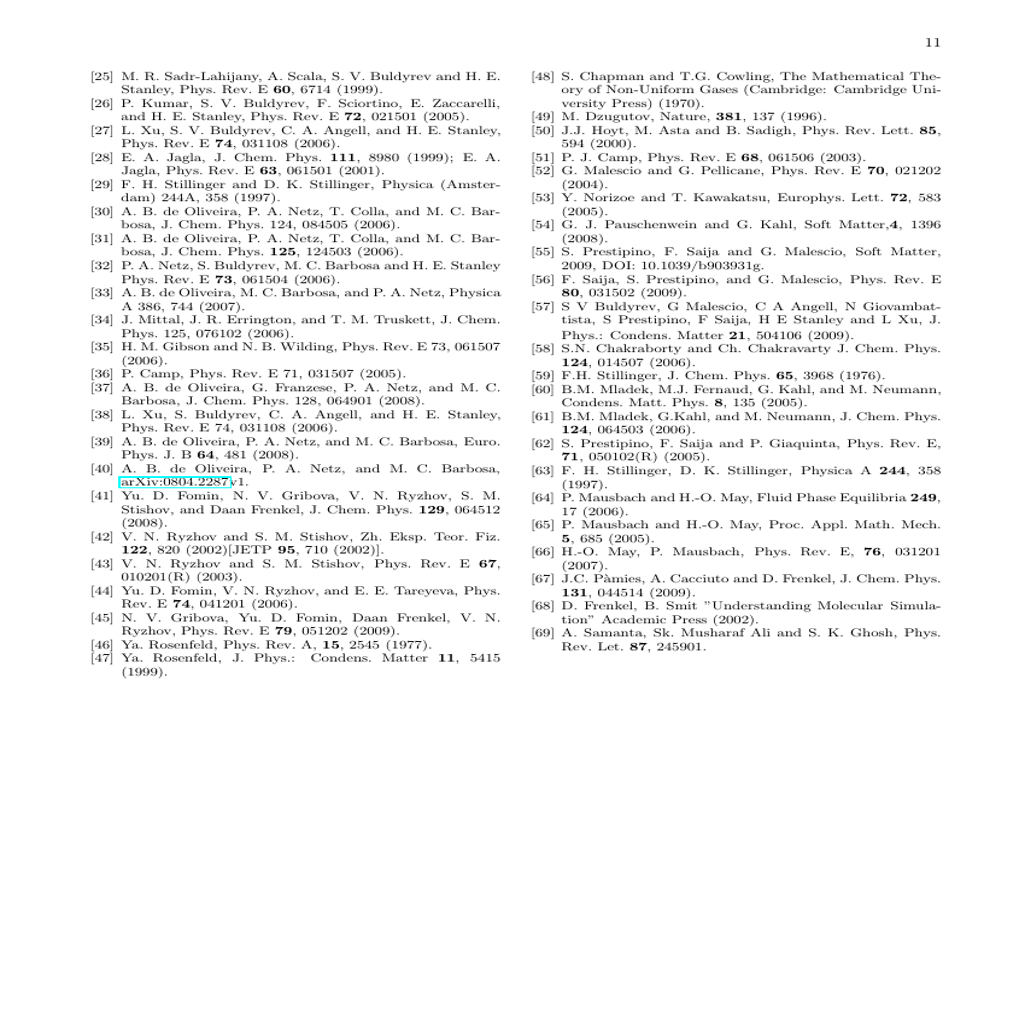 11
[25] M. R. Sadr-Lahijany, A. Scala, S. V. Buldyrev and H. E.
Stanley, Phys. Rev. E 60, 6714 (1999).
[26] P. Kumar, S. V. Buldyrev, F. Sciortino, E. Zaccarelli,
and H. E. Stanley, Phys. Rev. E 72, 021501 (2005).
[27] L. Xu, S. V. Buldyrev, C. A. Angell, and H. E. Stanley,
Phys. Rev. E 74, 031108 (2006).
[28] E. A. Jagla, J. Chem. Phys. 111, 8980 (1999); E. A.
Jagla, Phys. Rev. E 63, 061501 (2001).
[29] F. H. Stillinger and D. K. Stillinger, Physica (Amster-
dam) 244A, 358 (1997).
[30] A. B. de Oliveira, P. A. Netz, T. Colla, and M. C. Bar-
bosa, J. Chem. Phys. 124, 084505 (2006).
[31] A. B. de Oliveira, P. A. Netz, T. Colla, and M. C. Bar-
bosa, J. Chem. Phys. 125, 124503 (2006).
[32] P. A. Netz, S. Buldyrev, M. C. Barbosa and H. E. Stanley
Phys. Rev. E 73, 061504 (2006).
[33] A. B. de Oliveira, M. C. Barbosa, and P. A. Netz, Physica
A 386, 744 (2007).
[34] J. Mittal, J. R. Errington, and T. M. Truskett, J. Chem.
Phys. 125, 076102 (2006).
[35] H. M. Gibson and N. B. Wilding, Phys. Rev. E 73, 061507
(2006).
[36] P. Camp, Phys. Rev. E 71, 031507 (2005).
[37] A. B. de Oliveira, G. Franzese, P. A. Netz, and M. C.
Barbosa, J. Chem. Phys. 128, 064901 (2008).
[38] L. Xu, S. Buldyrev, C. A. Angell, and H. E. Stanley,
Phys. Rev. E 74, 031108 (2006).
[39] A. B. de Oliveira, P. A. Netz, and M. C. Barbosa, Euro.
Phys. J. B 64, 481 (2008).
[40] A. B. de Oliveira, P. A. Netz, and M. C. Barbosa,
arXiv:0804.2287v1.
[41] Yu. D. Fomin, N. V. Gribova, V. N. Ryzhov, S. M.
Stishov, and Daan Frenkel, J. Chem. Phys. 129, 064512
(2008).
[42] V. N. Ryzhov and S. M. Stishov, Zh. Eksp. Teor. Fiz.
122, 820 (2002)[JETP 95, 710 (2002)].
[43] V. N. Ryzhov and S. M. Stishov, Phys. Rev. E 67,
010201(R) (2003).
[44] Yu. D. Fomin, V. N. Ryzhov, and E. E. Tareyeva, Phys.
Rev. E 74, 041201 (2006).
[45] N. V. Gribova, Yu. D. Fomin, Daan Frenkel, V. N.
Ryzhov, Phys. Rev. E 79, 051202 (2009).
[46] Ya. Rosenfeld, Phys. Rev. A, 15, 2545 (1977).
[47] Ya. Rosenfeld, J. Phys.: Condens. Matter 11, 5415
(1999).
[48] S. Chapman and T.G. Cowling, The Mathematical The-
ory of Non-Uniform Gases (Cambridge: Cambridge Uni-
versity Press) (1970).
[49] M. Dzugutov, Nature, 381, 137 (1996).
[50] J.J. Hoyt, M. Asta and B. Sadigh, Phys. Rev. Lett. 85,
594 (2000).
[51] P. J. Camp, Phys. Rev. E 68, 061506 (2003).
[52] G. Malescio and G. Pellicane, Phys. Rev. E 70, 021202
(2004).
[53] Y. Norizoe and T. Kawakatsu, Europhys. Lett. 72, 583
(2005).
[54] G. J. Pauschenwein and G. Kahl, Soft Matter,4, 1396
(2008).
[55] S. Prestipino, F. Saija and G. Malescio, Soft Matter,
2009, DOI: 10.1039/b903931g.
[56] F. Saija, S. Prestipino, and G. Malescio, Phys. Rev. E
80, 031502 (2009).
[57] S V Buldyrev, G Malescio, C A Angell, N Giovambat-
tista, S Prestipino, F Saija, H E Stanley and L Xu, J.
Phys.: Condens. Matter 21, 504106 (2009).
[58] S.N. Chakraborty and Ch. Chakravarty J. Chem. Phys.
124, 014507 (2006).
[59] F.H. Stillinger, J. Chem. Phys. 65, 3968 (1976).
[60] B.M. Mladek, M.J. Fernaud, G. Kahl, and M. Neumann,
Condens. Matt. Phys. 8, 135 (2005).
[61] B.M. Mladek, G.Kahl, and M. Neumann, J. Chem. Phys.
124, 064503 (2006).
[62] S. Prestipino, F. Saija and P. Giaquinta, Phys. Rev. E,
71, 050102(R) (2005).
[63] F. H. Stillinger, D. K. Stillinger, Physica A 244, 358
(1997).
[64] P. Mausbach and H.-O. May, Fluid Phase Equilibria 249,
17 (2006).
[65] P. Mausbach and H.-O. May, Proc. Appl. Math. Mech.
5, 685 (2005).
[66] H.-O. May, P. Mausbach, Phys. Rev. E, 76, 031201
(2007).
[67] J.C. Pàmies, A. Cacciuto and D. Frenkel, J. Chem. Phys.
131, 044514 (2009).
[68] D. Frenkel, B. Smit ”Understanding Molecular Simula-
tion” Academic Press (2002).
[69] A. Samanta, Sk. Musharaf Ali and S. K. Ghosh, Phys.
Rev. Let. 87, 245901.